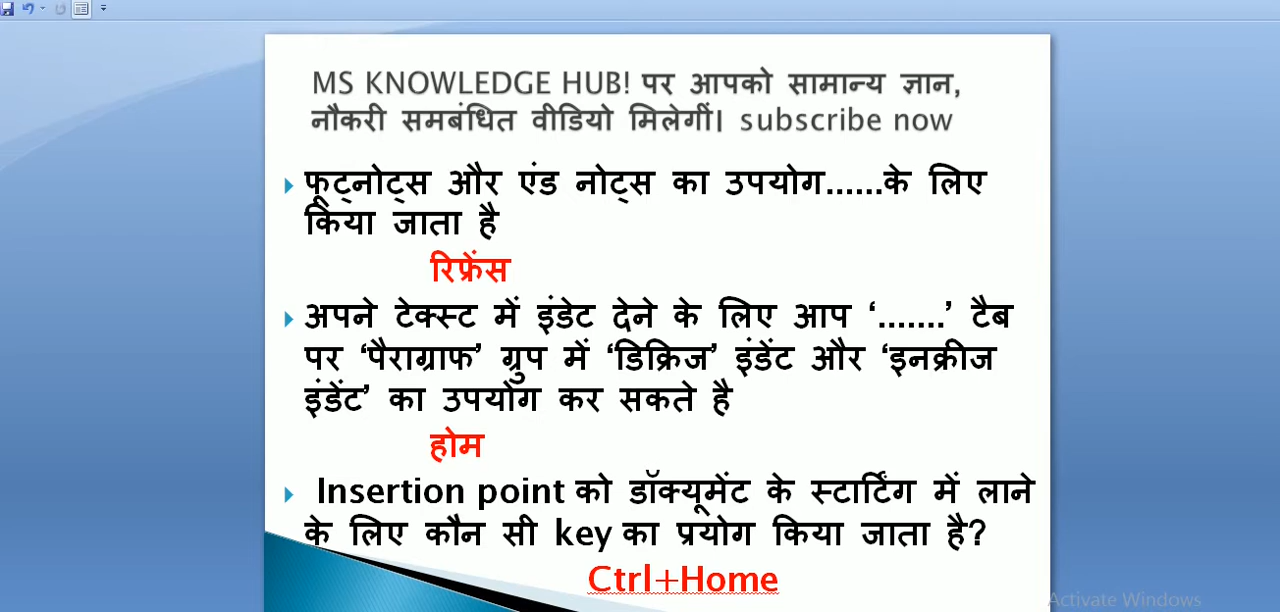 MS KNOWLEDGE HUB! पर आपको सामान्य ज्ञान,
नौकरी समबंधित वीडियो मिलेगीं। subscribe now
फूट्नोट्स और एंड नोट्स का उपयोग......के लिए
किया जाता है
रिफ्रेंस
अपने टेक्स्ट में इंडेट देने के लिए आप ‘.......’ टैब
पर ‘पैराग्राफ’ ग्रुप में ‘डिक्रिज’ इंडेंट और ‘इनक्रीज
इंडेंट’ का उपयोग कर सकते है
होम
Insertion point को डॉक्यूमेंट के स्टार्टिंग में लाने
के लिए कौन सी key का प्रयोग किया जाता है?
Ctrl+Home
Activate Windows